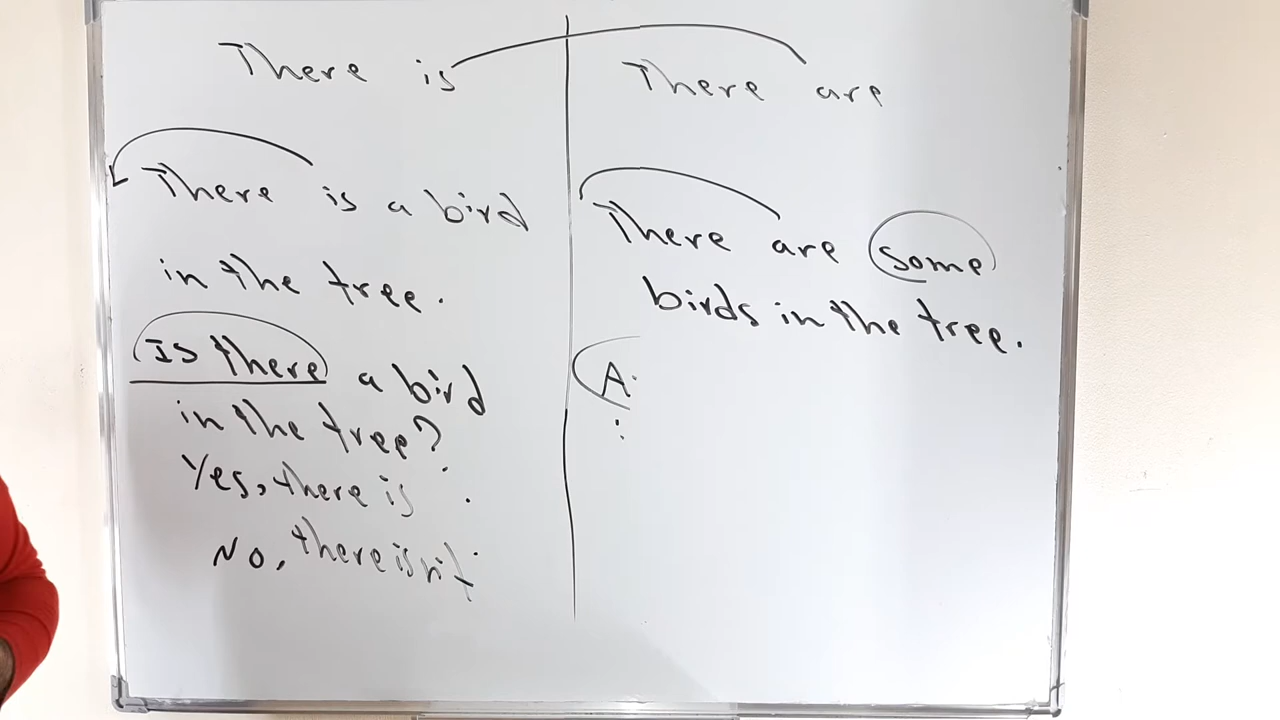 There is
There is a bird
in the tree.
Is there a bird
in the tree?
Yes, there is.
No, there isn't.
There are
There are some
birds in the tree.
A.